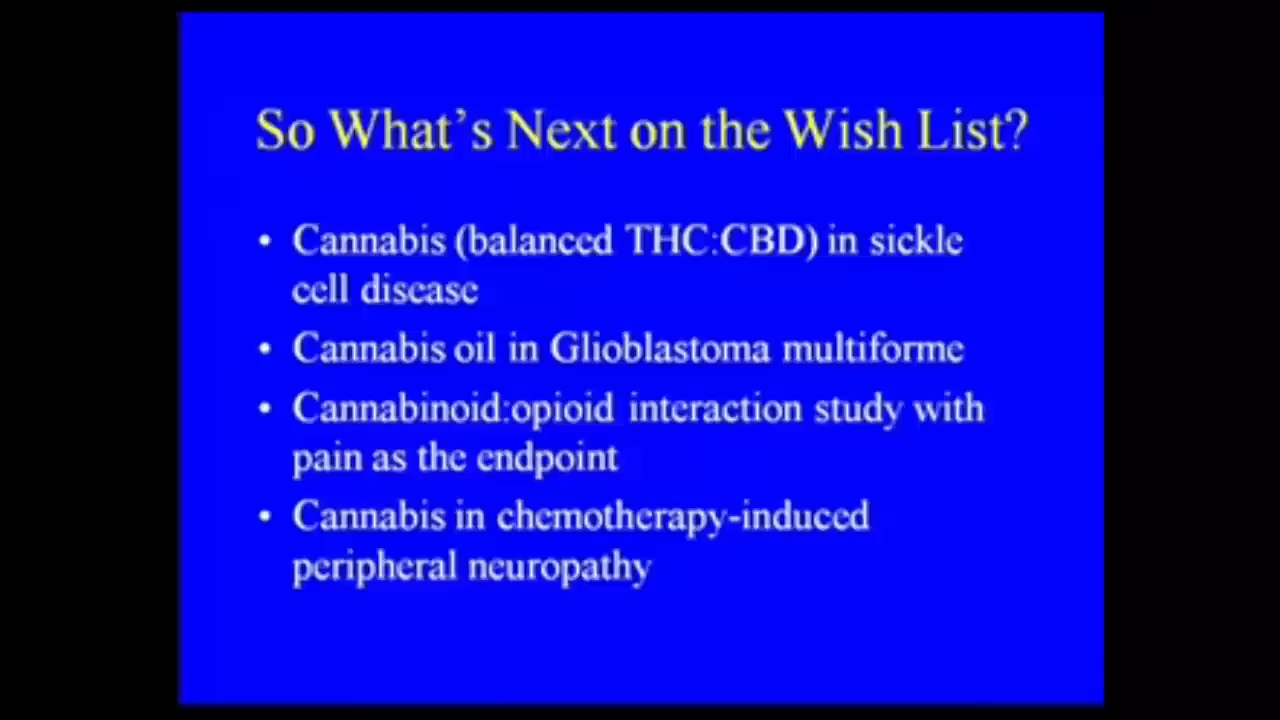 So What's Next on the Wish List?
• Cannabis (balanced THC:CBD) in sickle
cell disease
• Cannabis oil in Glioblastoma multiforme
• Cannabinoid:opioid interaction study with
pain as the endpoint
• Cannabis in chemotherapy-induced
peripheral neuropathy